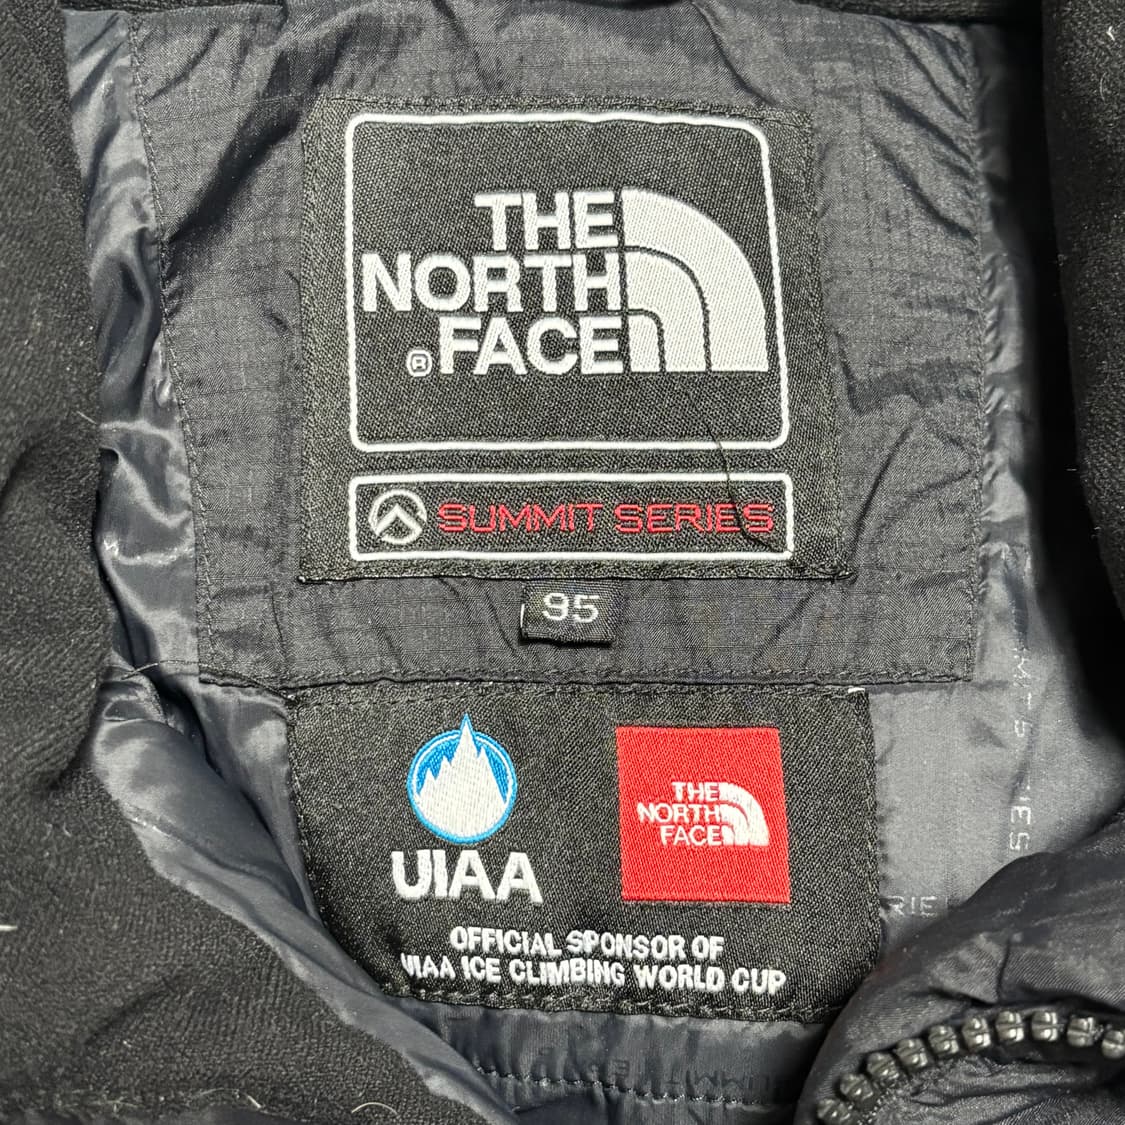 THE
NORTH
® FACE
SUMMIT SERIES
95
UIAA
THE
NORTH
FACE
OFFICIAL SPONSOR OF
UIAA ICE CLIMBING WORLD CUP